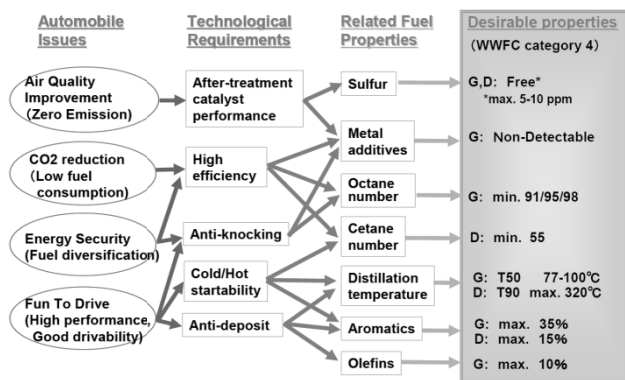 Automobile
Issues
Technological
Requirements
Related Fuel
Properties
Desirable properties
(WWFC category 4)
Air Quality
Improvement
(Zero Emission)
CO2 reduction
(Low fuel
consumption)
Energy Security
(Fuel diversification)
Fun To Drive
(High performance,
Good drivability)
After-treatment
catalyst
performance
High
efficiency
Anti-knocking
Cold/Hot
startability
Anti-deposit
Sulfur
Metal
additives
Octane
number
Cetane
number
Distillation
temperature
Aromatics
Olefins
G,D: Free*
*max. 5-10 ppm
G: Non-Detectable
G: min. 91/95/98
D: min. 55
G: T50 77-100℃
D: T90 max. 320℃
G: max. 35%
D: max. 15%
G: max. 10%